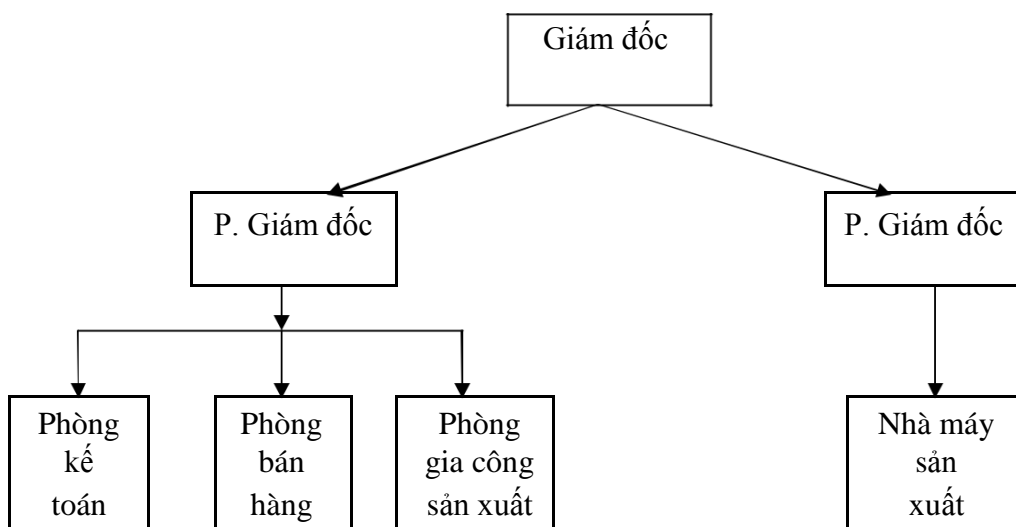 Giám đốc
P. Giám đốc
P. Giám đốc
Phòng
kế
toán
Phòng
bán
hàng
Phòng
gia công
sản xuất
Nhà máy
sản
xuất